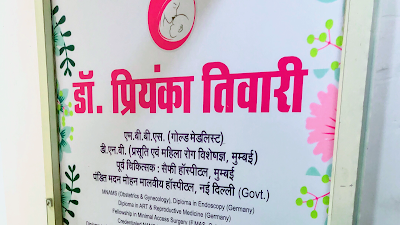 डॉ. प्रियंका तिवारी
एम.बी.बी.एस. (गोल्ड मेडलिस्ट)
डी.एन.बी. (प्रसूति एवं महिला रोग विशेषज्ञ, मुम्बई)
पूर्व चिकित्सक : सैफी हॉस्पिटल, मुम्बई
पंडित मदन मोहन मालवीय हॉस्पिटल, नई दिल्ली (Govt.)
MNAMS (Obstetrics & Gynecology), Diploma in Endoscopy (Germany)
Diploma in ART & Reproductive Medicine (Germany)
Fellowship in Minimal Access Surgery (FMAS